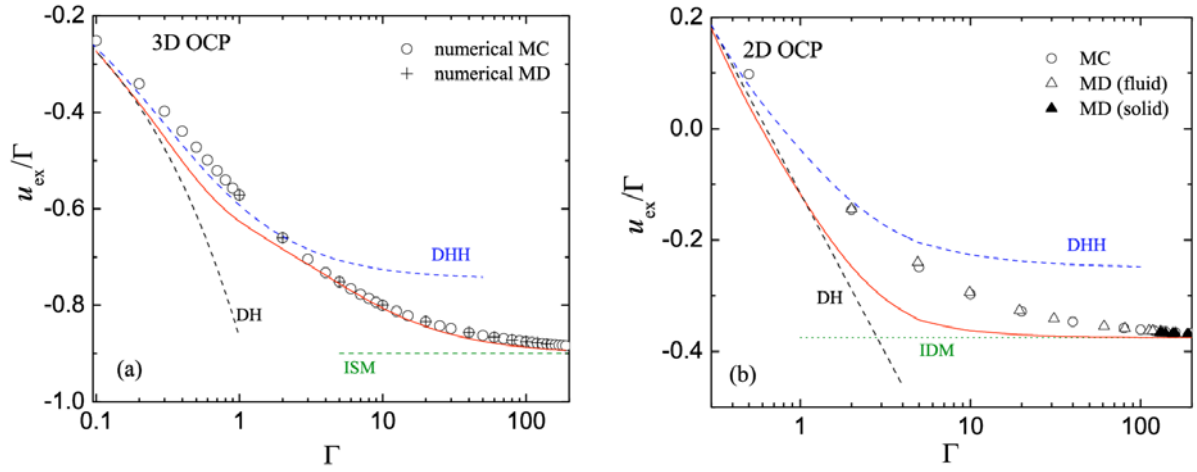 3D OCP
numerical MC
numerical MD
DHH
DH
ISM
(a)
u_ex/Γ
-0.2
-0.4
-0.6
-0.8
-1.0
0.1
1
10
100
Γ
2D OCP
MC
MD (fluid)
MD (solid)
DHH
DH
IDM
(b)
u_ex/Γ
0.2
0.0
-0.2
-0.4
1
10
100
Γ